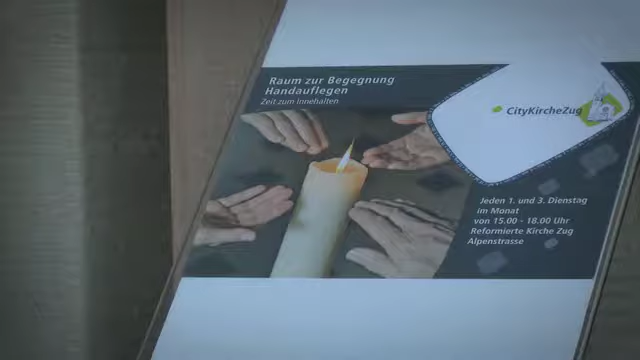 Raum zur Begegnung
Handauflegen
Zeit zum Innehalten
CityKircheZug
Jeden 1. und 3. Dienstag
im Monat
von 15.00 - 18.00 Uhr
Reformierte Kirche Zug
Alpenstrasse